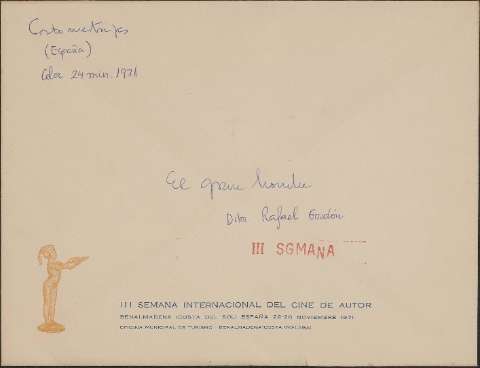 Cortometrajes
(España)
Color 24 min. 1971
El gran hombre
Dtor Rafael Gordón
III SGMAÑA
III SEMANA INTERNACIONAL DEL CINE DE AUTOR
BENALMADENA (COSTA DEL SOL) ESPAÑA 22-28 NOVIEMBRE 1971
OFICINA MUNICIPAL DE TURISMO - BENALMADENA-COSTA (MALAGA)